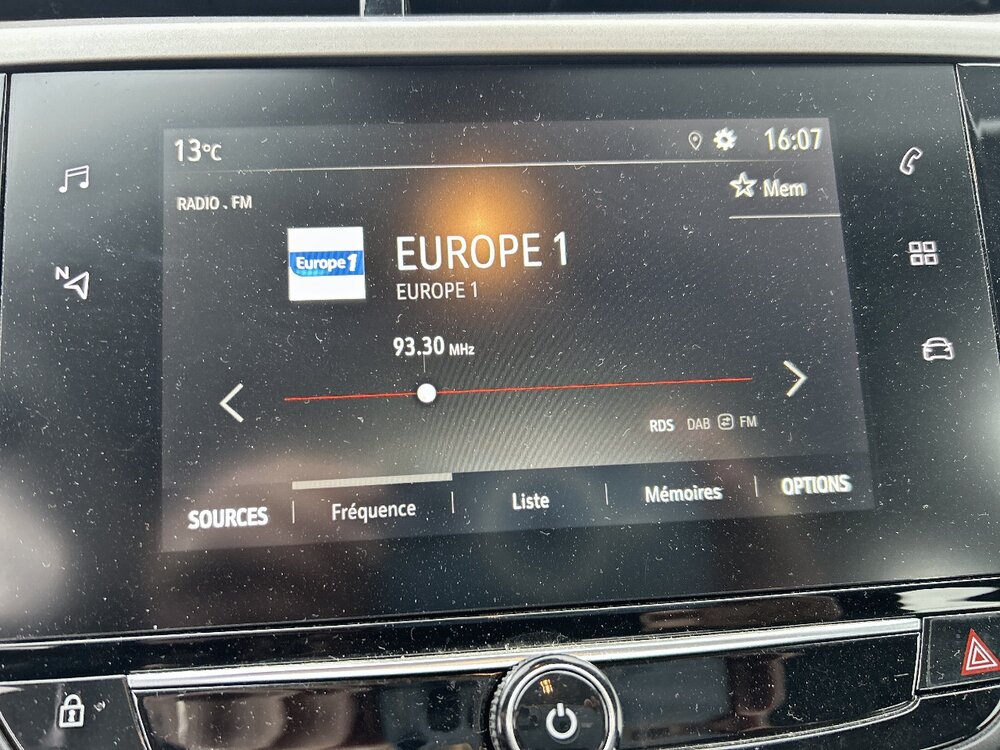 13°C
16:07
Mem
RADIO . FM
Europe 1
EUROPE 1
EUROPE 1
N
93.30 MHz
RDS DAB FM
SOURCES Fréquence Liste Mémoires OPTIONS